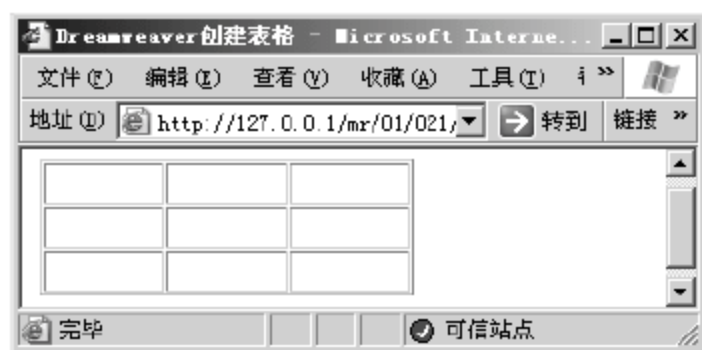 Dreamweaver创建表格 - Microsoft Interne...
文件(F) 编辑(E) 查看(V) 收藏(A) 工具(T) »
地址(D) http://127.0.0.1/mr/01/021/ 转到 链接 »
完毕 可信站点